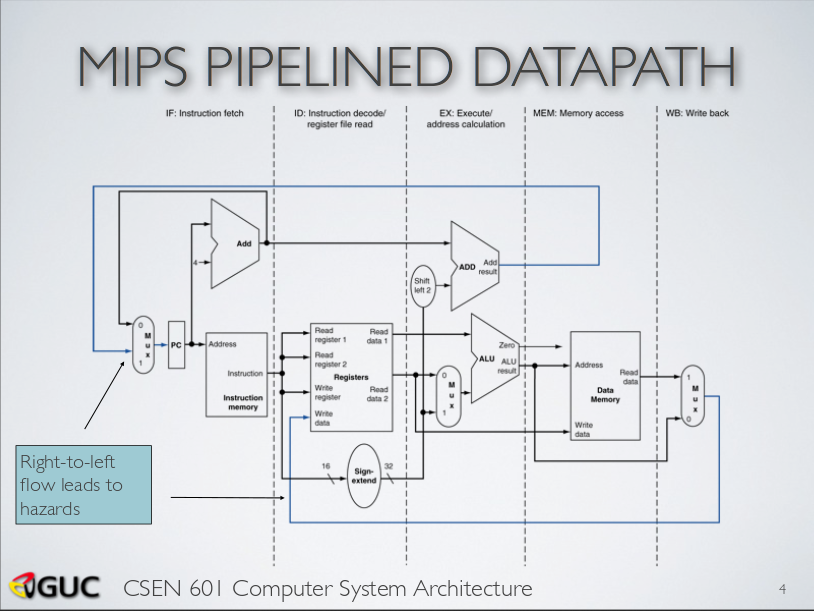 MIPS PIPELINED DATAPATH
IF: Instruction fetch
ID: Instruction decode/
register file read
EX: Execute/
address calculation
MEM: Memory access
WB: Write back
Add
4
ADD
Add
result
Shift
left 2
0
M
u
x
1
PC
Address
Instruction
Instruction
memory
Read
register 1
Read
data 1
Read
register 2
Registers
Write
register
Read
data 2
Write
data
0
M
u
x
1
Zero
ALU
ALU
result
Address
Read
data
Data
Memory
Write
data
1
M
u
x
0
16
Sign-
extend
32
Right-to-left
flow leads to
hazards
GUC
CSEN 601 Computer System Architecture
4